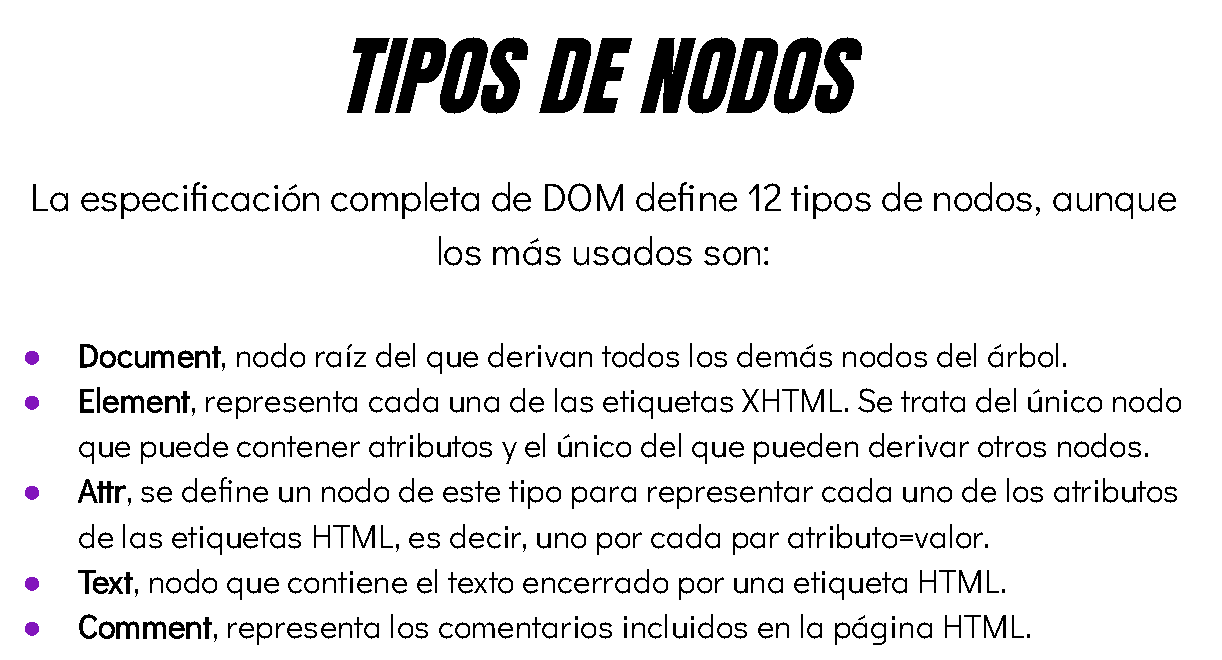 TIPOS DE NODOS
La especificación completa de DOM define 12 tipos de nodos, aunque
los más usados son:
● Document, nodo raíz del que derivan todos los demás nodos del árbol.
● Element, representa cada una de las etiquetas XHTML. Se trata del único nodo
que puede contener atributos y el único del que pueden derivar otros nodos.
● Attr, se define un nodo de este tipo para representar cada uno de los atributos
de las etiquetas HTML, es decir, uno por cada par atributo=valor.
● Text, nodo que contiene el texto encerrado por una etiqueta HTML.
● Comment, representa los comentarios incluidos en la página HTML.